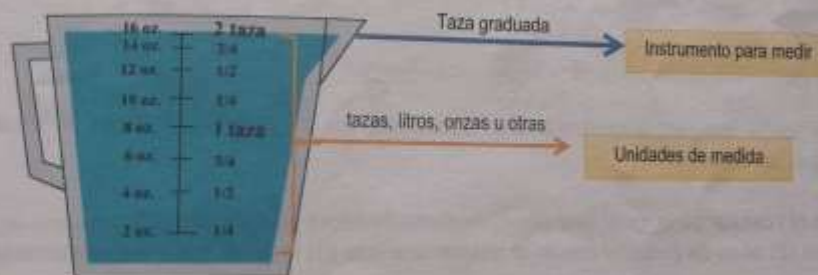 16 oz. 2 taza
14 oz. 3/4
12 oz. 1/2
10 oz. 1/4
8 oz. 1 taza
6 oz. 3/4
4 oz. 1/2
2 oz. 1/4
Taza graduada
Instrumento para medir
tazas, litros, onzas u otras
Unidades de medida